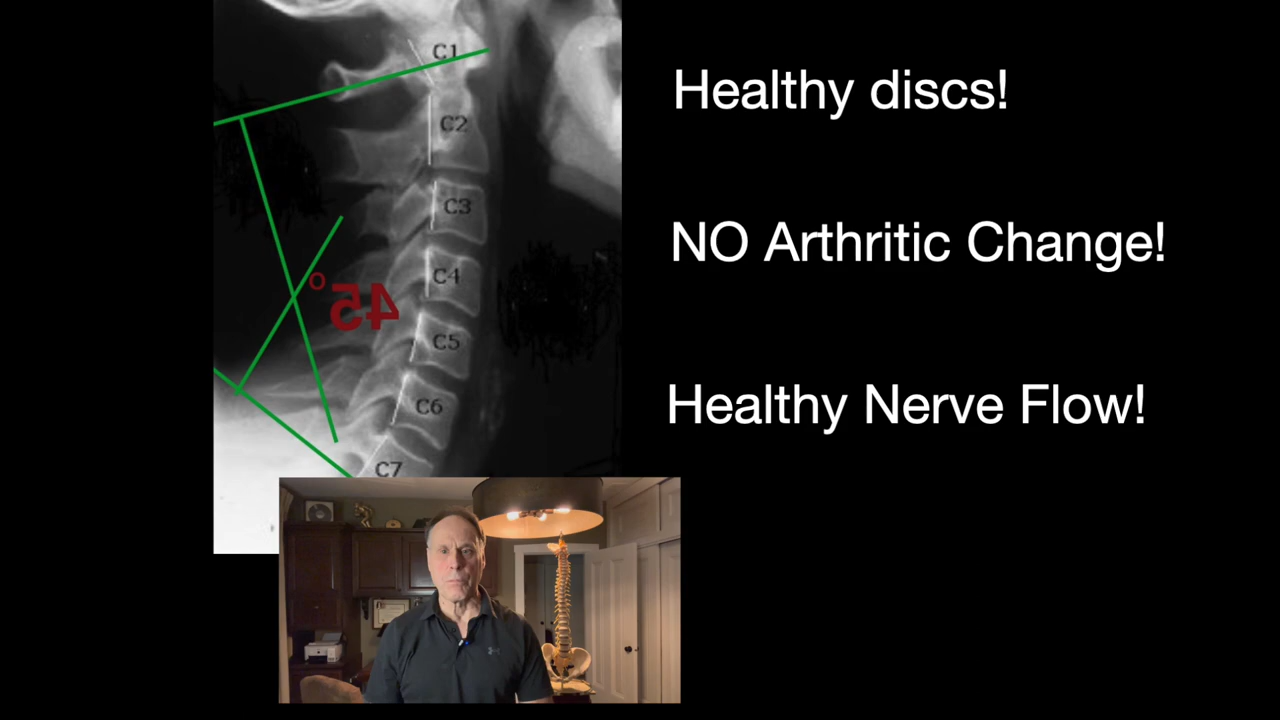 C1
C2
C3
C4
C5
C6
C7
45°
Healthy discs!
NO Arthritic Change!
Healthy Nerve Flow!